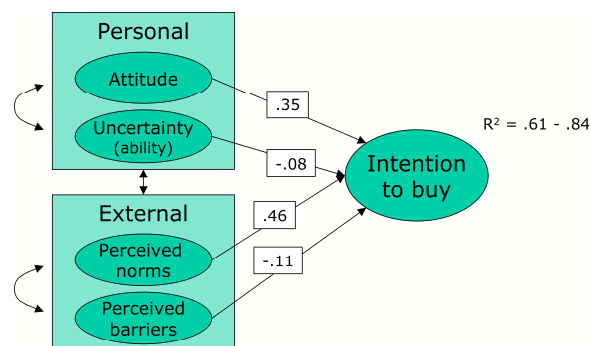 Personal
Attitude
Uncertainty
(ability)
External
Perceived
norms
Perceived
barriers
.35
-.08
.46
-.11
Intention
to buy
R² = .61 - .84